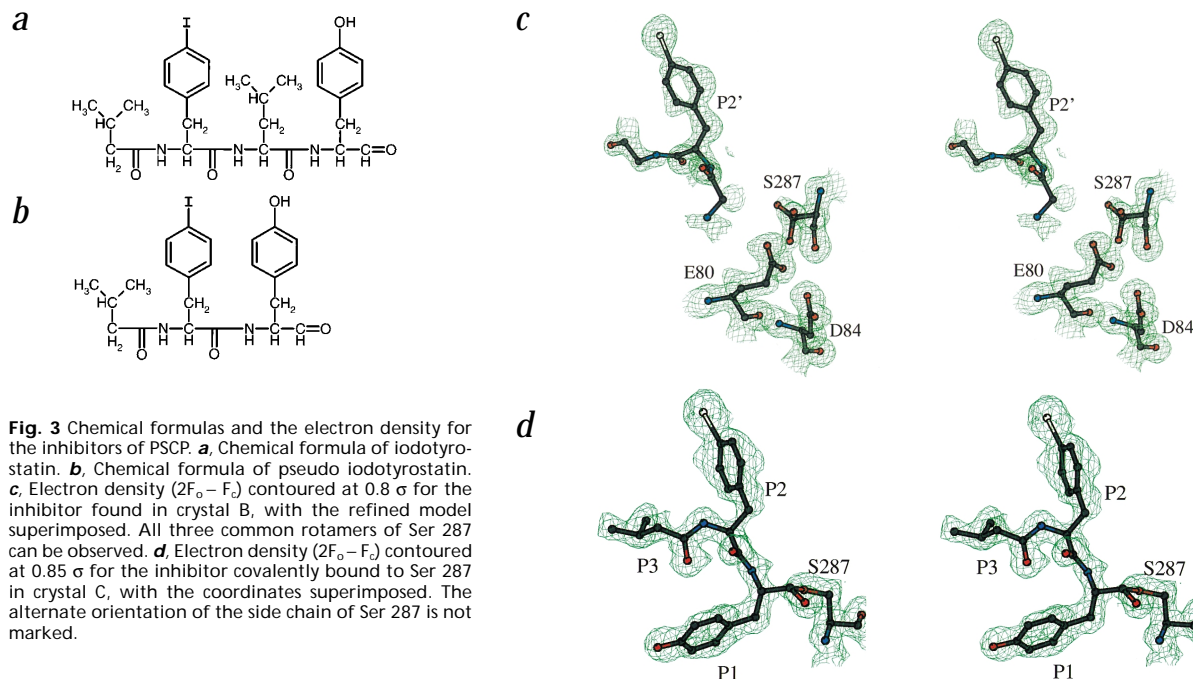 a
I
OH
H₃C CH₃
H₃C CH₃
H
CH
CH₂
CH₂
CH₂
C H₂ C N H C H C N H C H C N H C H C=O
O O O H
b
I
OH
H₃C CH₃
H
CH₂
CH₂
C H₂ C N H C H C N H C H C=O
O O H
Fig. 3 Chemical formulas and the electron density for
the inhibitors of PSCP. a, Chemical formula of iodotyro-
statin. b, Chemical formula of pseudo iodotyrostatin.
c, Electron density (2Fₒ – F꜀) contoured at 0.8 σ for the
inhibitor found in crystal B, with the refined model
superimposed. All three common rotamers of Ser 287
can be observed. d, Electron density (2Fₒ – F꜀) contoured
at 0.85 σ for the inhibitor covalently bound to Ser 287
in crystal C, with the coordinates superimposed. The
alternate orientation of the side chain of Ser 287 is not
marked.
c
P2’ P2’
S287 S287
E80 E80
D84 D84
d
P2 P2
P3 P3
S287 S287
P1 P1